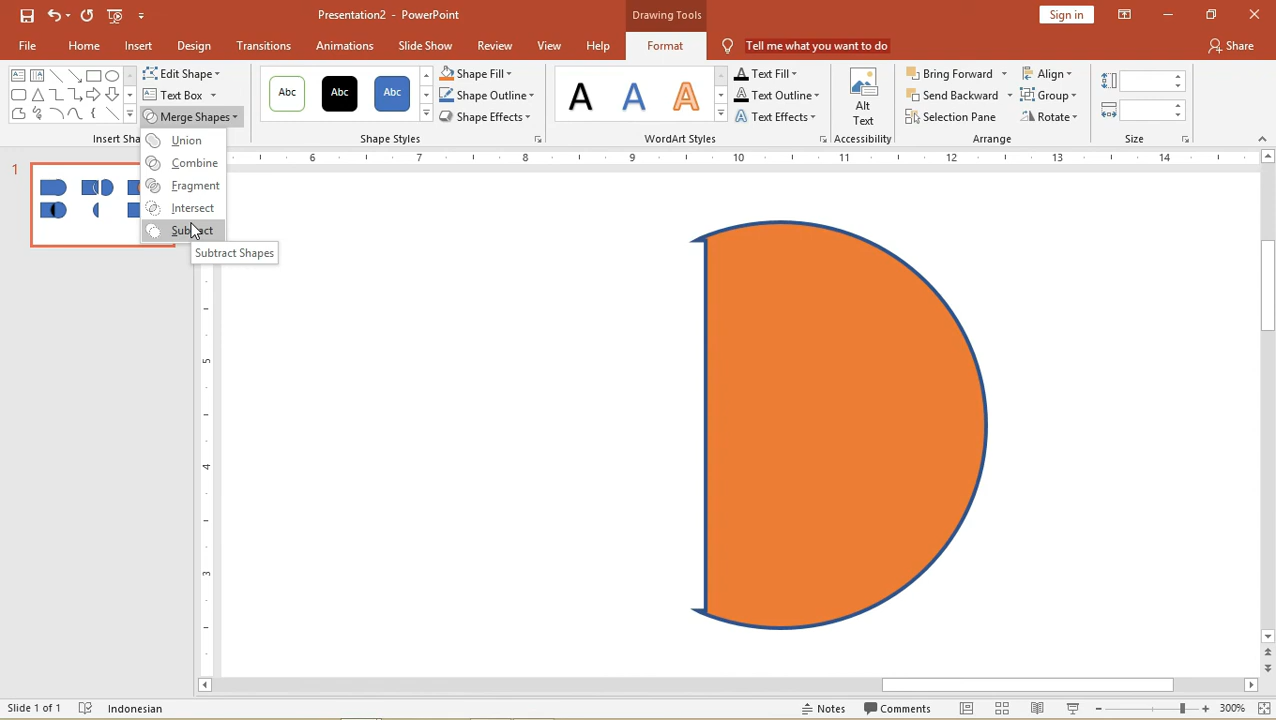 Presentation2 - PowerPoint
Drawing Tools
Sign in
File Home Insert Design Transitions Animations Slide Show Review View Help Format Tell me what you want to do Share
Edit Shape
Text Box
Merge Shapes
Insert Sha
Abc Abc Abc
Shape Fill
Shape Outline
Shape Effects
Shape Styles
A A A
Text Fill
Text Outline
Text Effects
WordArt Styles
Alt
Text
Accessibility
Bring Forward
Send Backward
Selection Pane
Align
Group
Rotate
Arrange
Size
Union
Combine
Fragment
Intersect
Subtract
Subtract Shapes
1
6 7 8 9 10 11 12 13 14
5
4
3
Slide 1 of 1
Indonesian
Notes
Comments
300%